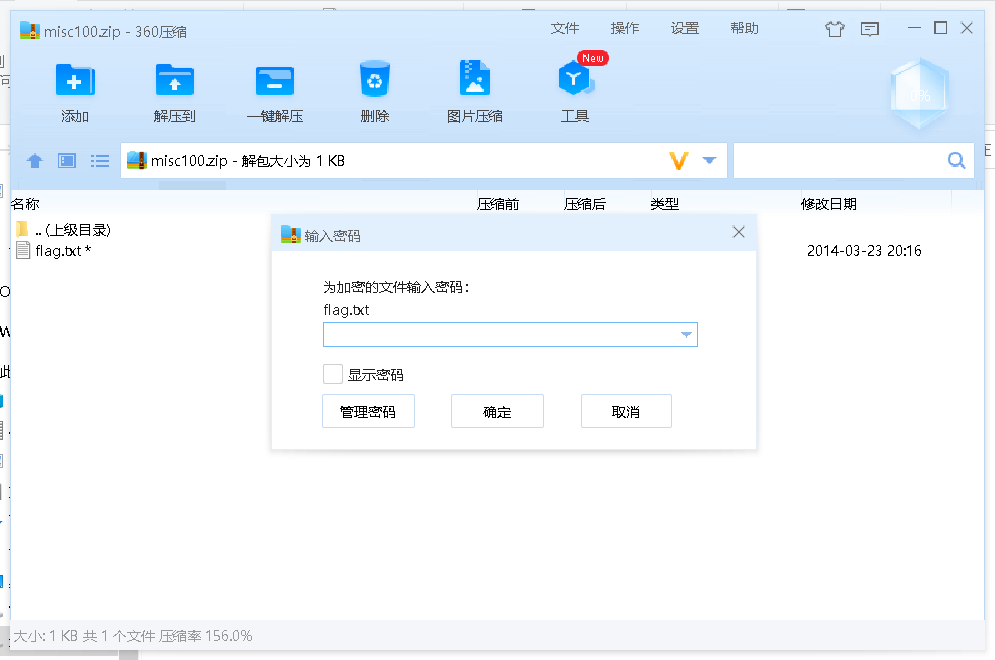 misc100.zip - 360压缩
文件 操作 设置 帮助
New
添加 解压到 一键解压 删除 图片压缩 工具
0%
misc100.zip - 解包大小为 1 KB
名称 压缩前 压缩后 类型 修改日期
.. (上级目录)
flag.txt * 2014-03-23 20:16
输入密码
为加密的文件输入密码：
flag.txt
显示密码
管理密码 确定 取消
大小: 1 KB 共 1 个文件 压缩率 156.0%